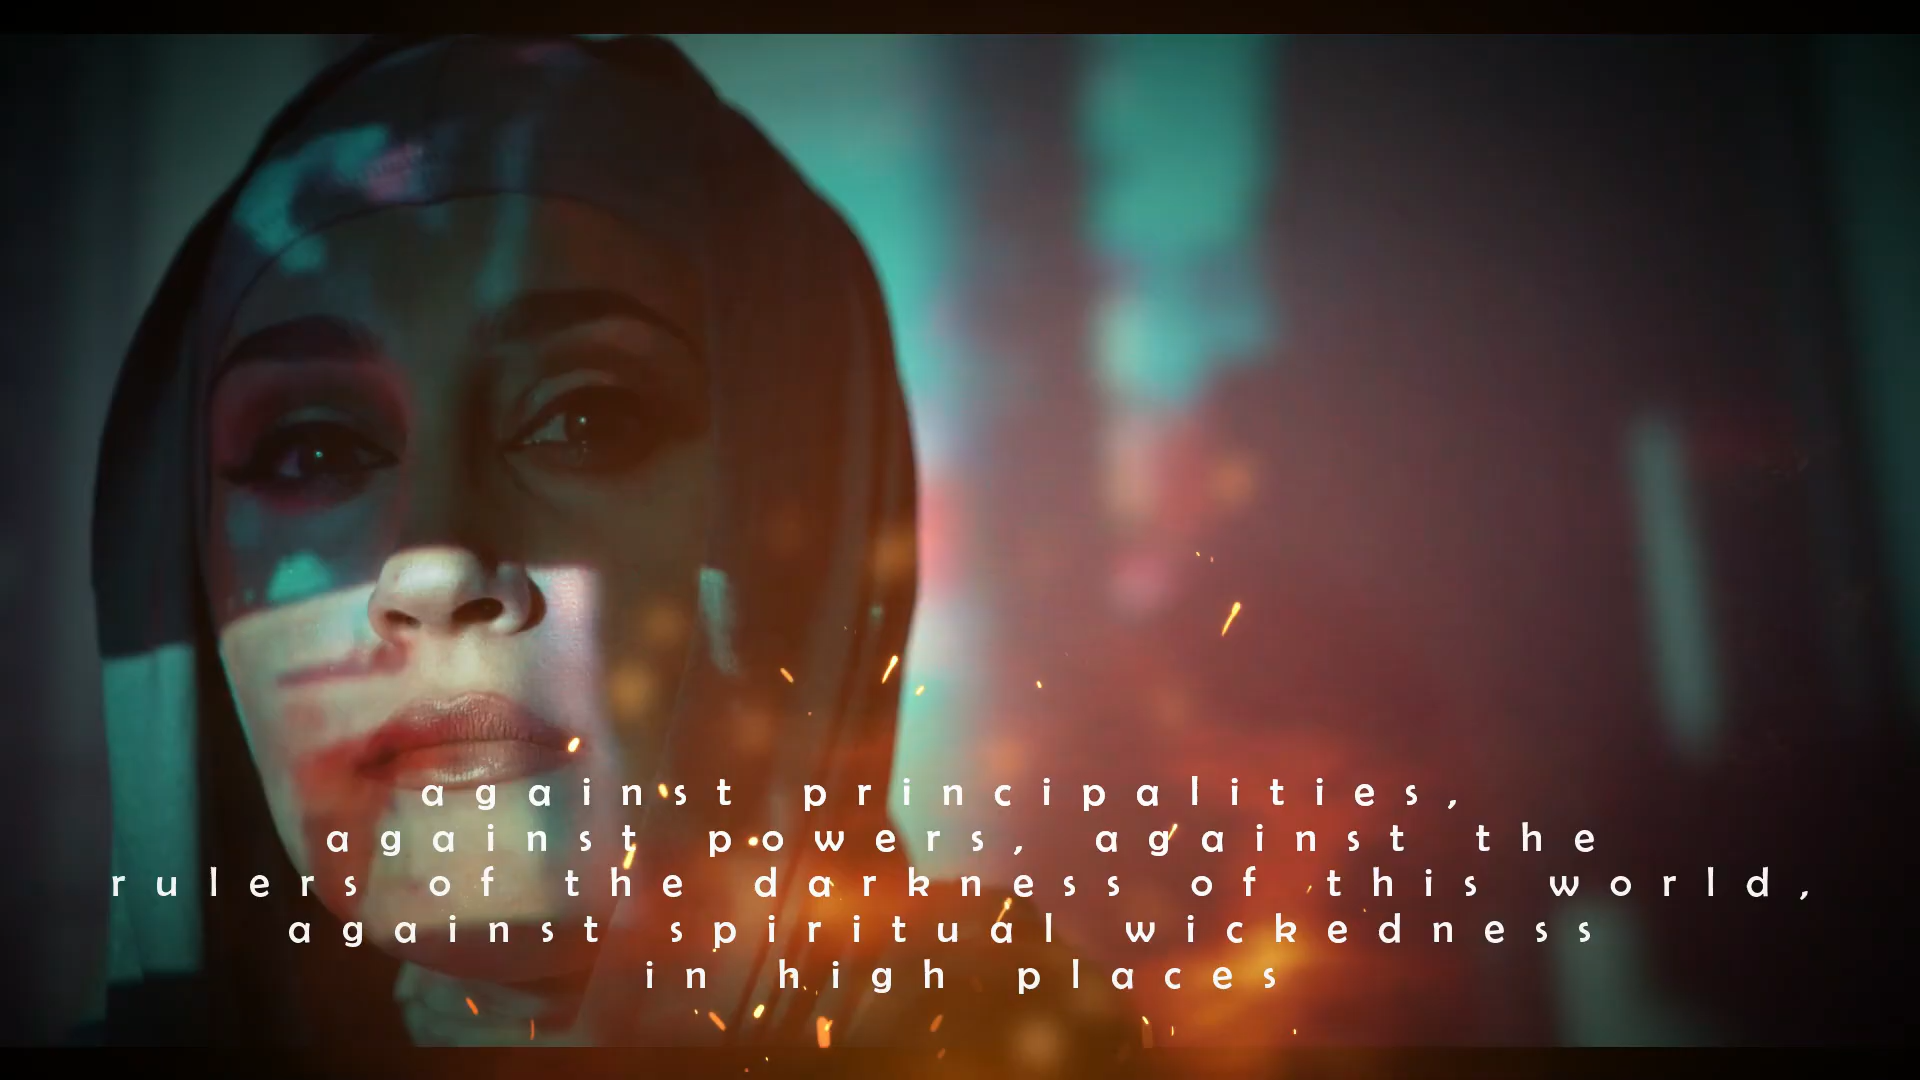 against principalities,
against powers, against the
rulers of the darkness of this world,
against spiritual wickedness
in high places